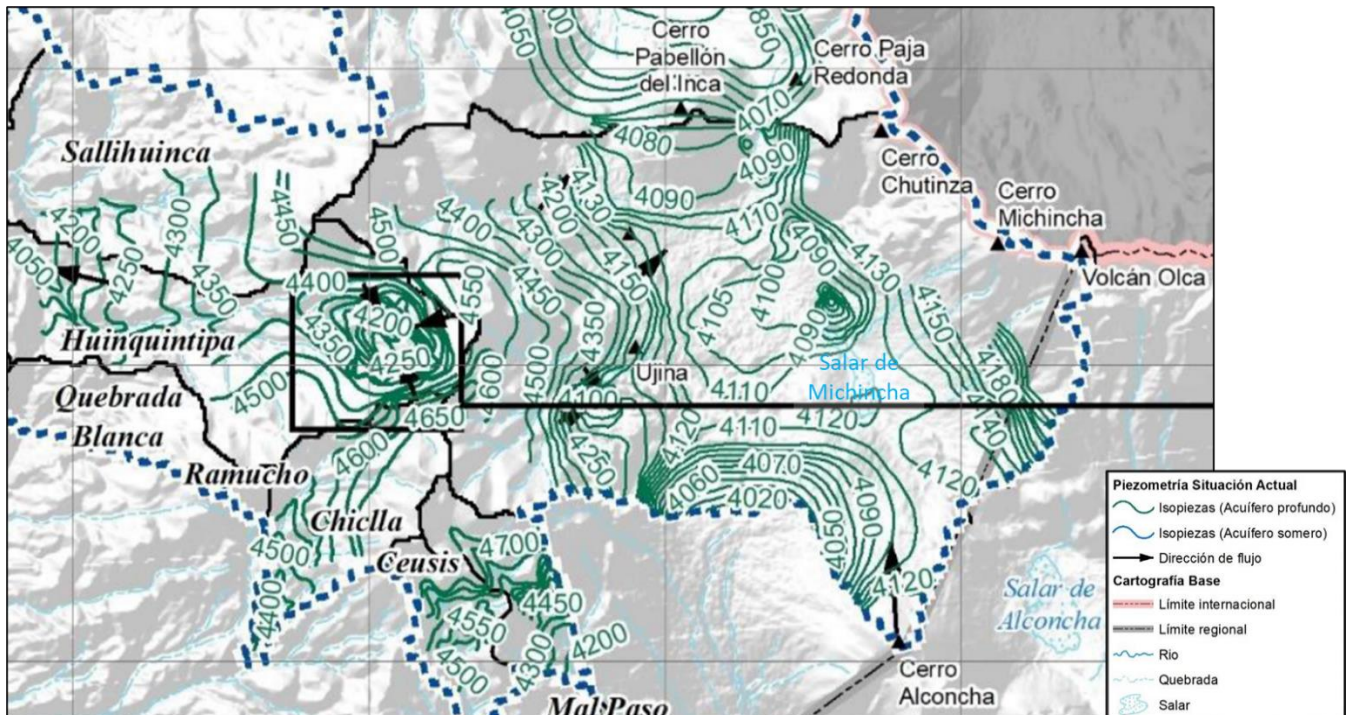 4050
4100
850
Cerro
Pabellón
del Inca
Cerro Paja
Redonda
4070
4080
4090
4090
Cerro
Chutinza
Cerro
Michincha
Volcán Olca
Sallihuinca
4200
4050
4250
4300
4350
4450
4500
4400
4300
4200
4130
4450
4150
4110
4100
4105
4090
4090
4130
4150
4180
4140
4400
4350
4200
4250
4550
4600
4500
4350
Ujina
4100
4250
4110
Salar de
Michincha
Huinquintipa
Quebrada
Blanca
4500
4650
4600
Ramucho
Chiclla
Ceusis
4500
4400
4700
4550
4450
4500
4300
4200
Mal Paso
4120
4110
4120
4120
4060
4070
4020
4050
4090
4120
Cerro
Alconcha
Salar de
Alconcha
Piezometría Situación Actual
Isopiezas (Acuífero profundo)
Isopiezas (Acuífero somero)
Dirección de flujo
Cartografía Base
Límite internacional
Límite regional
Rio
Quebrada
Salar